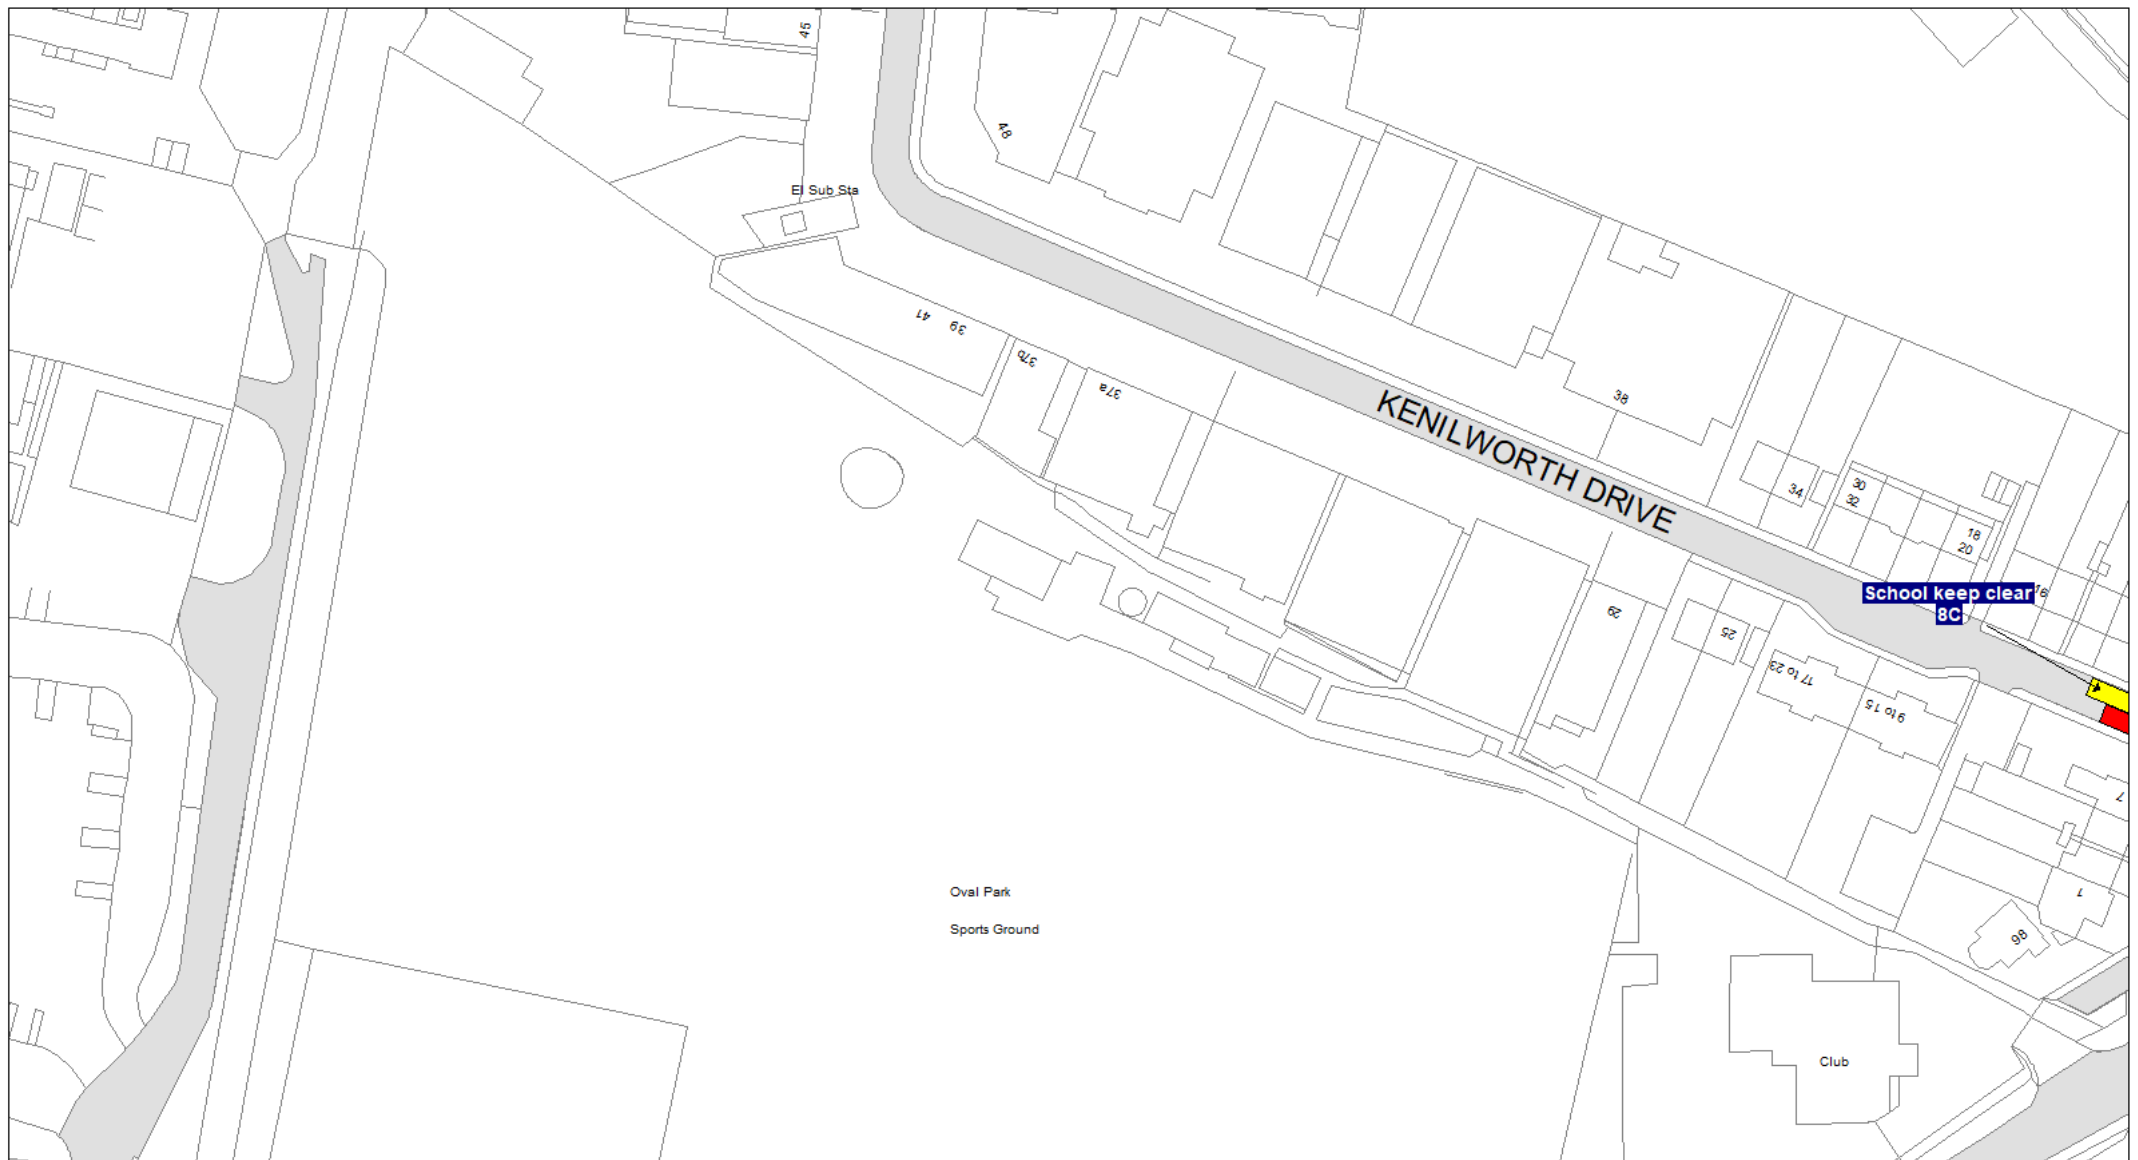 45
48
El Sub Sta
41
39
37b
37a
38
KENILWORTH DRIVE
34
30
32
18
20
School keep clear
8C
16
29
25
17 to 23
9 to 15
7
1
98
Oval Park
Sports Ground
Club